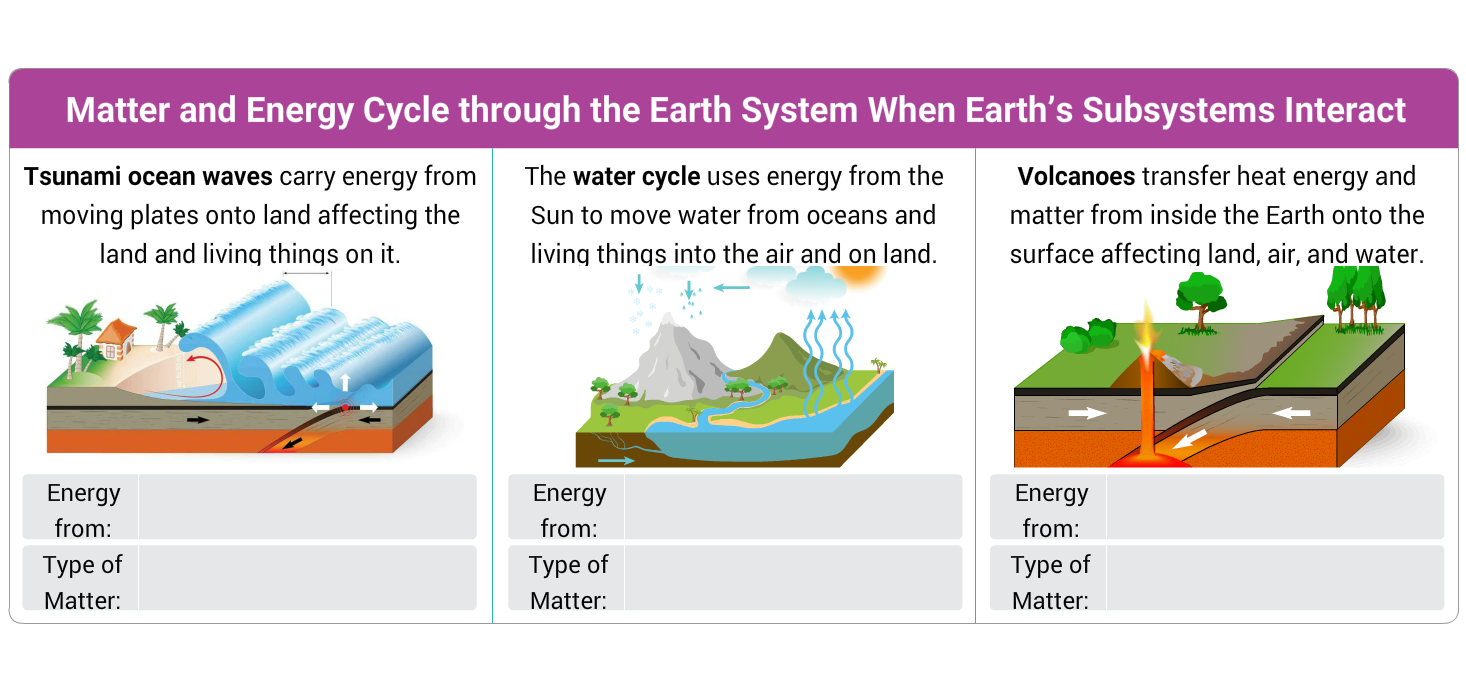 Matter and Energy Cycle through the Earth System When Earth’s Subsystems Interact
Tsunami ocean waves carry energy from
moving plates onto land affecting the
land and living things on it.
Energy
from:
Type of
Matter:
The water cycle uses energy from the
Sun to move water from oceans and
living things into the air and on land.
Energy
from:
Type of
Matter:
Volcanoes transfer heat energy and
matter from inside the Earth onto the
surface affecting land, air, and water.
Energy
from:
Type of
Matter: